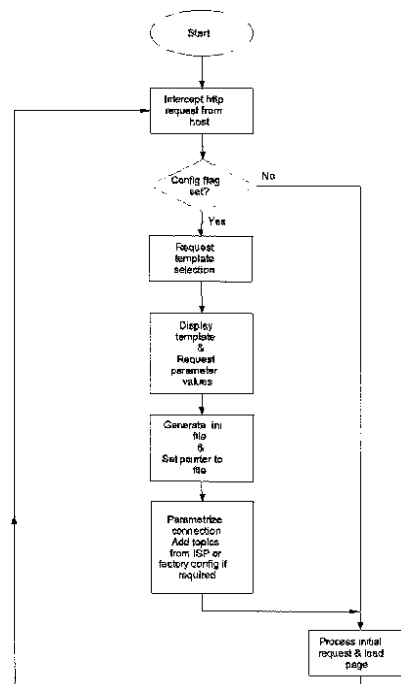 Start
Intercept http
request from
host
Config flag
set?
No
Yes
Request
template
selection
Display
template
&
Request
parameter
values
Generate .ini
file
&
Set pointer to
file
Parametrize
connection
Add topics
from ISP or
factory config if
required
Process initial
request & load
page